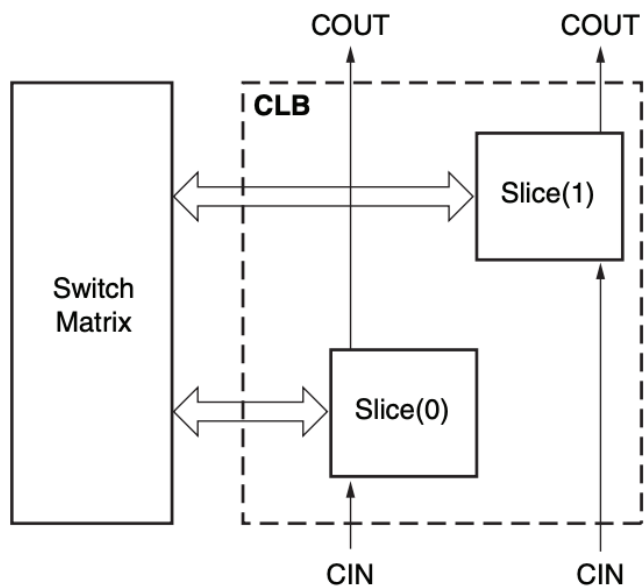 COUT
COUT
CLB
Slice(1)
Switch
Matrix
Slice(0)
CIN
CIN